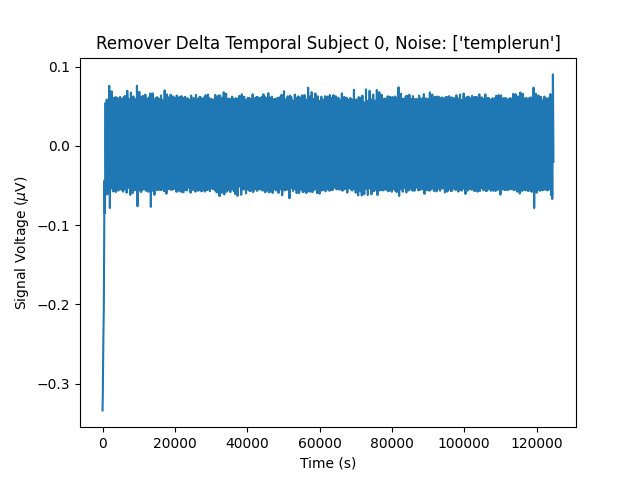 Remover Delta Temporal Subject 0, Noise: ['templerun']
0.1
0.0
−0.1
−0.2
−0.3
Signal Voltage (μV)
0 20000 40000 60000 80000 100000 120000
Time (s)